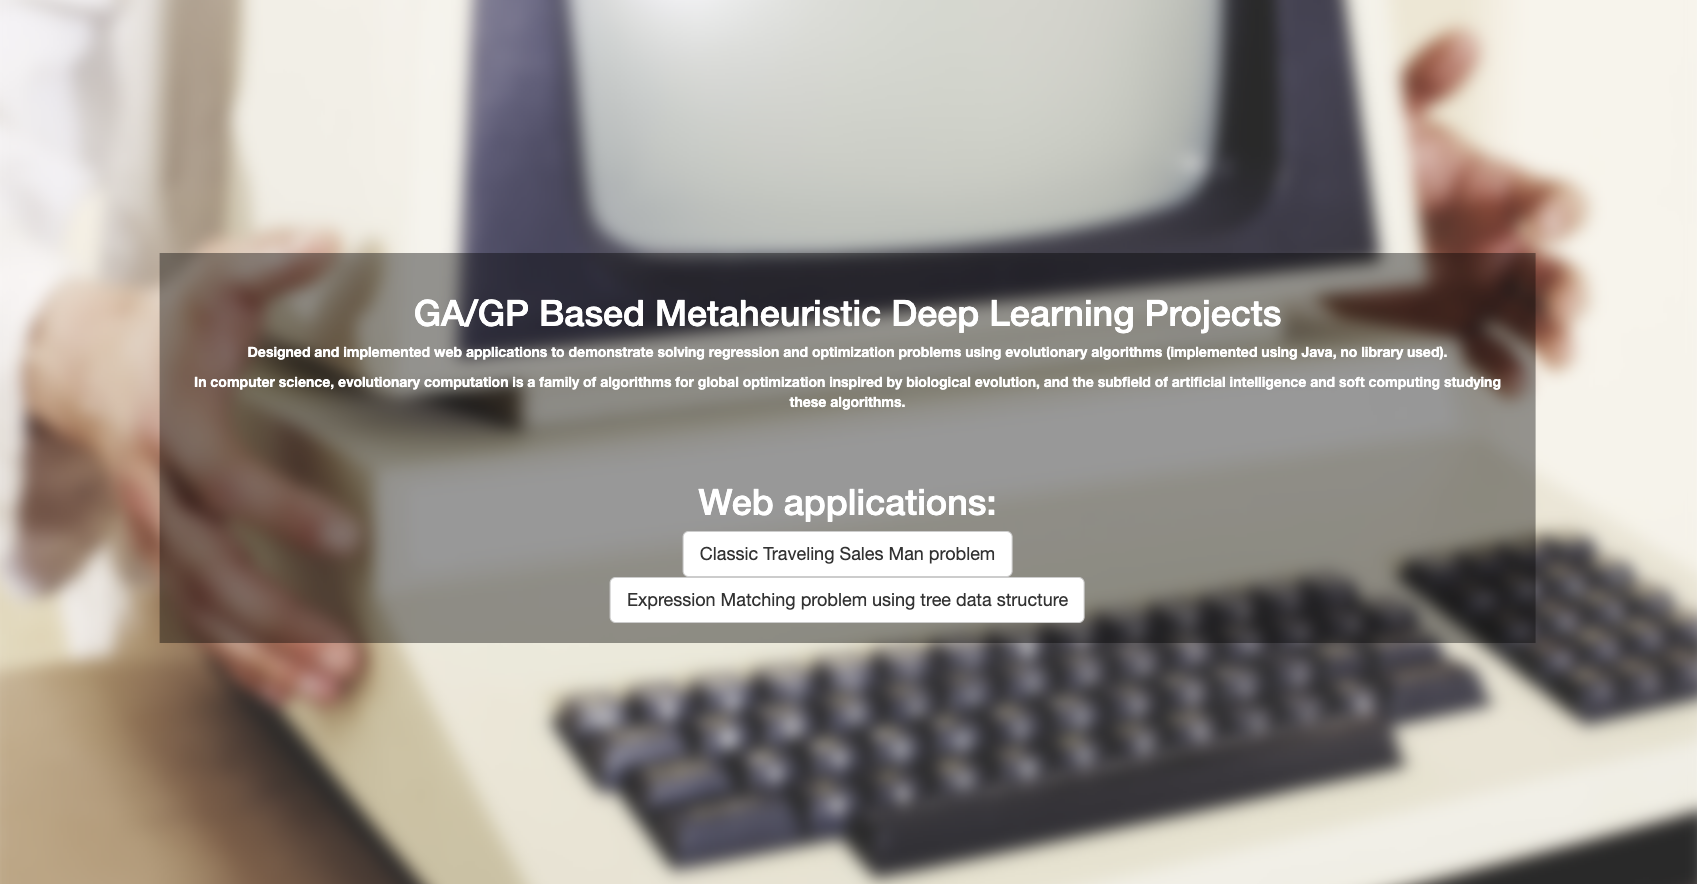 GA/GP Based Metaheuristic Deep Learning Projects
Designed and implemented web applications to demonstrate solving regression and optimization problems using evolutionary algorithms (implemented using Java, no library used).
In computer science, evolutionary computation is a family of algorithms for global optimization inspired by biological evolution, and the subfield of artificial intelligence and soft computing studying
these algorithms.
Web applications:
Classic Traveling Sales Man problem
Expression Matching problem using tree data structure